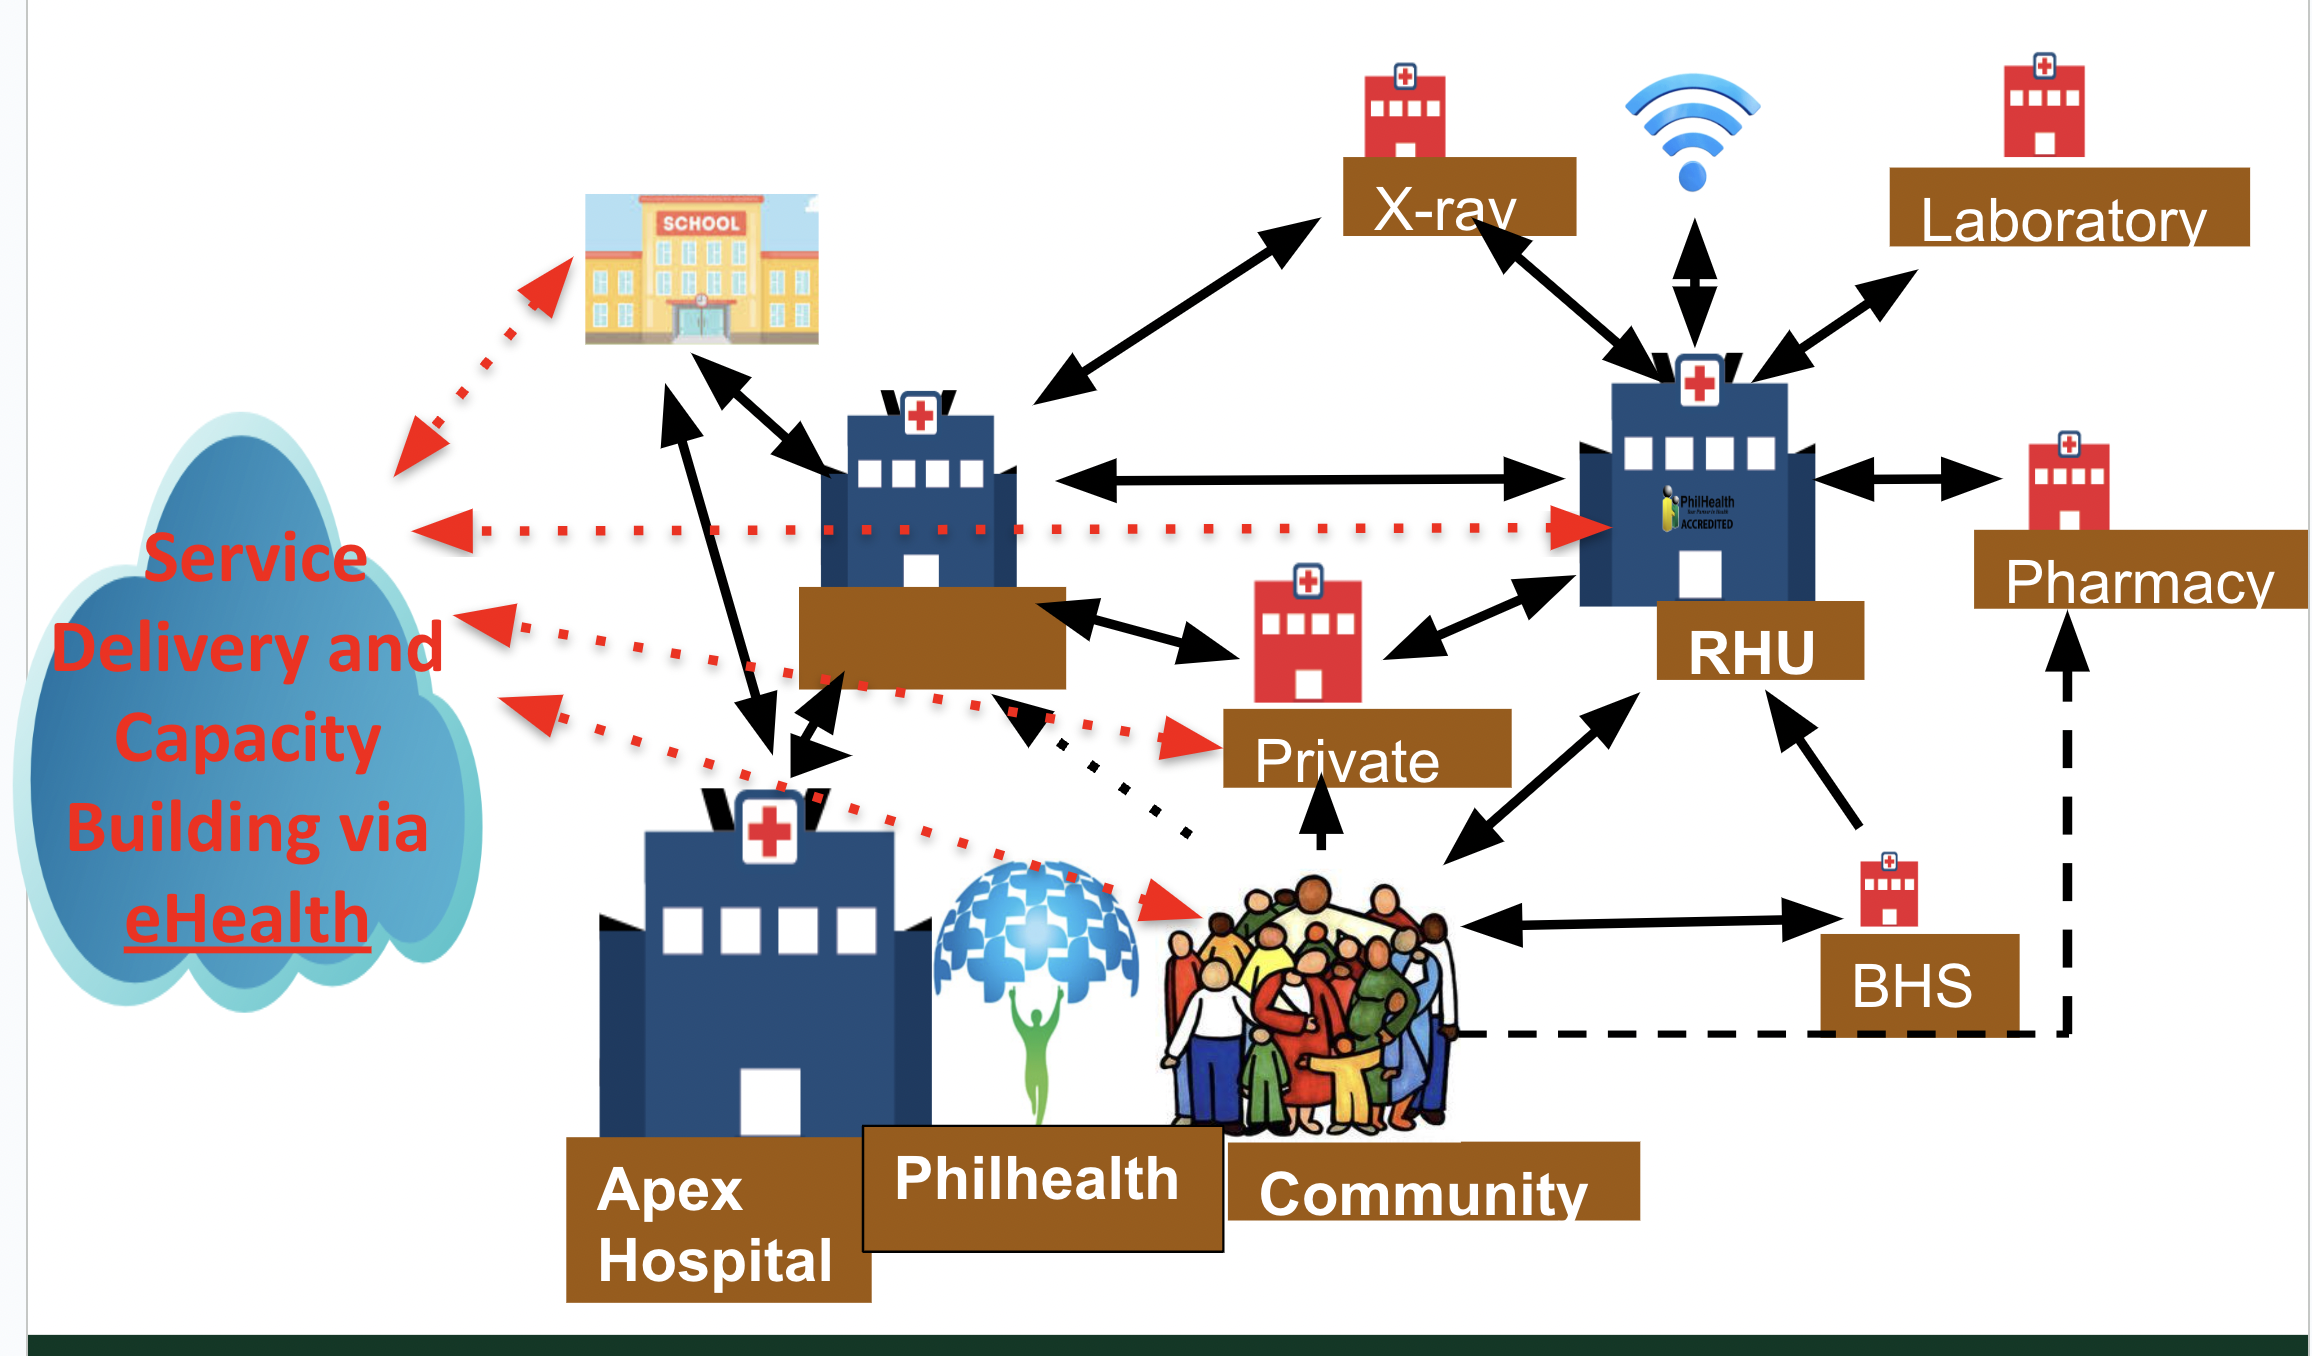 SCHOOL
X-ray
Laboratory
Service
Delivery and
Capacity
Building via
eHealth
PhilHealth
ACCREDITED
Pharmacy
RHU
Private
BHS
Apex
Hospital
Philhealth
Community